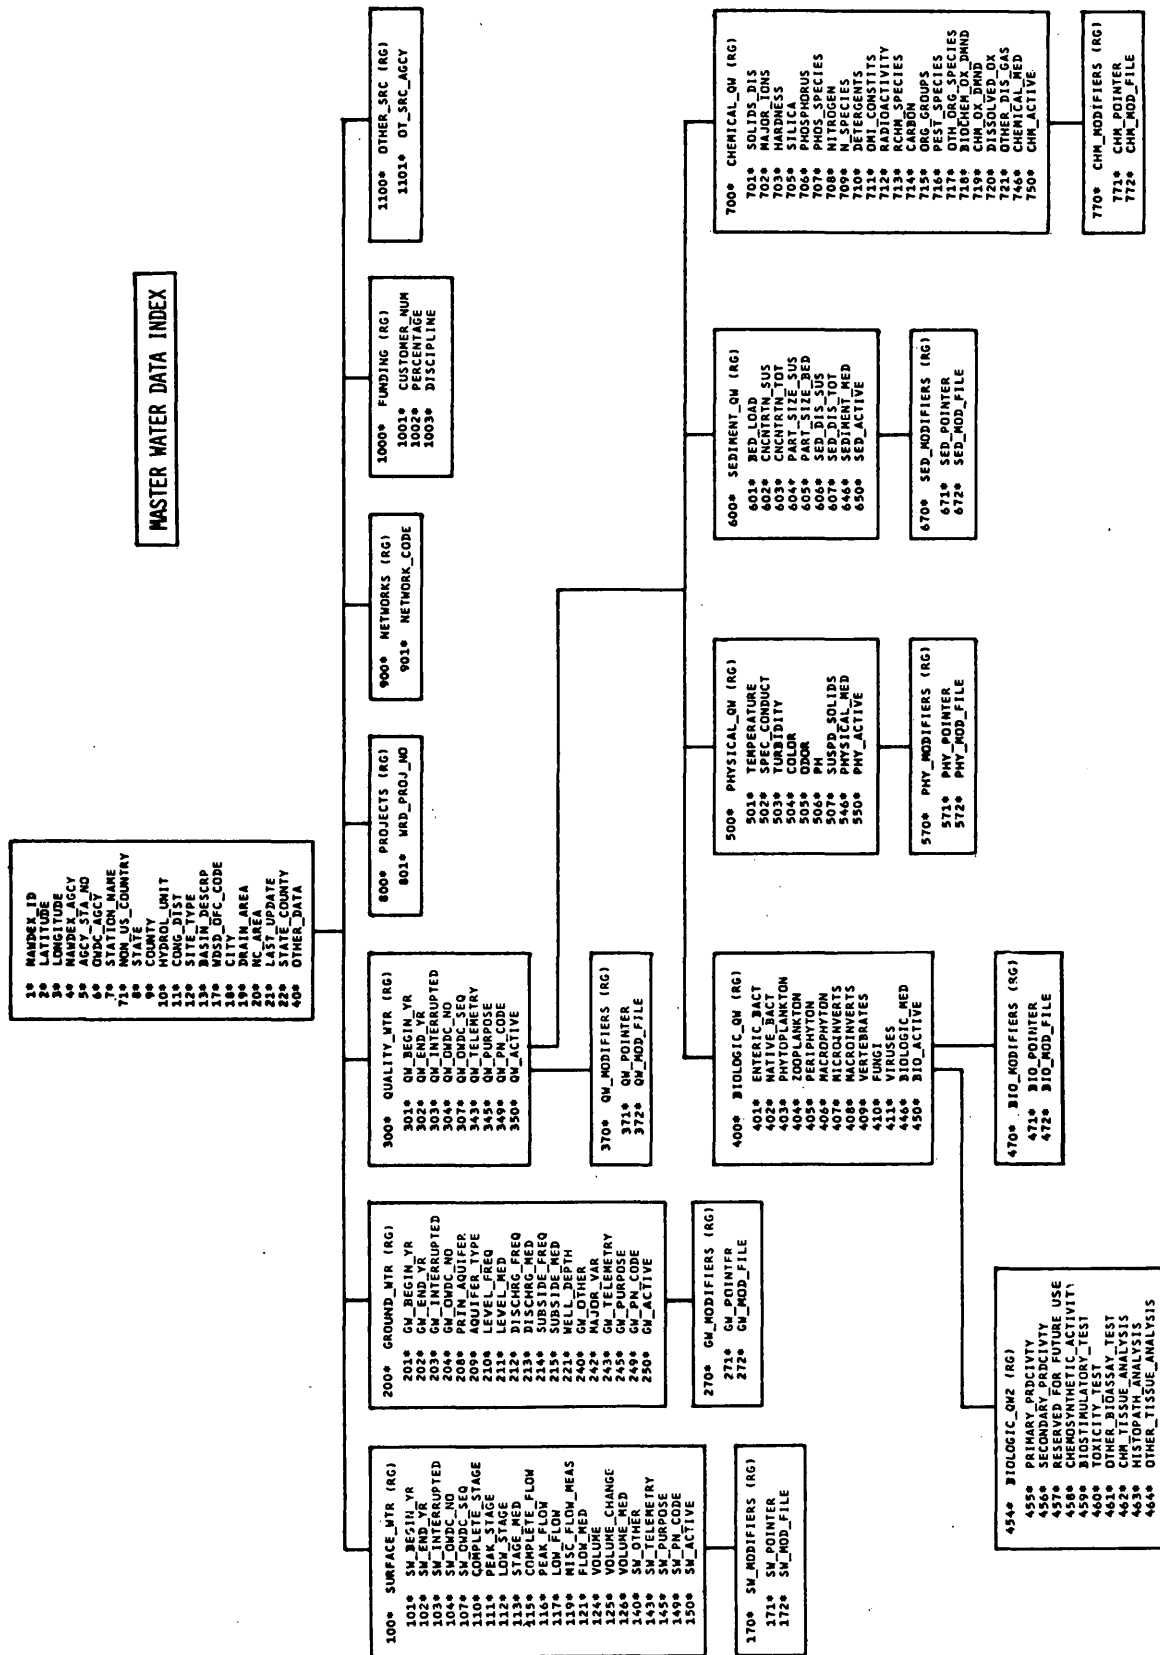 MASTER WATER DATA INDEX
1* MAWDEX_ID
2* LATITUDE
3* LONGITUDE
4* MAWDEX_AGCY
5* AGCY_STA_NO
6* OWDC_AGCY
7* STATION_NAME
71* NON_US_COUNTRY
8* STATE
9* COUNTY
10* HYDROL_UNIT
11* CONG_DIST
12* SITE_TYPE
13* BASIN_DESCRP
17* WDSD_OFC_CODE
18* CITY
19* DRAIN_AREA
20* NC_AREA
21* LAST_UPDATE
22* STATE_COUNTY
40* OTHER_DATA
100* SURFACE_WTR (RG)
101* SW_BEGIN_YR
102* SW_END_YR
103* SW_INTERRUPTED
104* SW_OWDC_NO
107* SW_OWDC_SEQ
110* COMPLETE_STAGE
111* PEAK_STAGE
112* LOW_STAGE
113* STAGE_MED
115* COMPLETE_FLOW
116* PEAK_FLOW
117* LOW_FLOW
119* MISC_FLOW_MEAS
121* FLOW_MED
124* VOLUME
125* VOLUME_CHANGE
126* VOLUME_MED
140* SW_OTHER
143* SW_TELEMETRY
145* SW_PURPOSE
149* SW_PN_CODE
150* SW_ACTIVE
170* SW_MODIFIERS (RG)
171* SW_POINTER
172* SW_MOD_FILE
200* GROUND_WTR (RG)
201* GW_BEGIN_YR
202* GW_END_YR
203* GW_INTERRUPTED
204* GW_OWDC_NO
208* PRIN_AQUIFER
209* AQUIFER_TYPE
210* LEVEL_FREQ
211* LEVEL_MED
212* DISCHRG_FREQ
213* DISCHRG_MED
214* SUBSIDE_FREQ
215* SUBSIDE_MED
221* WELL_DEPTH
240* GW_OTHER
242* MAJOR_VAR
243* GW_TELEMETRY
245* GW_PURPOSE
249* GW_PN_CODE
250* GW_ACTIVE
270* GW_MODIFIERS (RG)
271* GW_POINTER
272* GW_MOD_FILE
300* QUALITY_WTR (RG)
301* QW_BEGIN_YR
302* QW_END_YR
303* QW_INTERRUPTED
304* QW_OWDC_NO
307* QW_OWDC_SEQ
343* QW_TELEMETRY
345* QW_PURPOSE
349* QW_PN_CODE
350* QW_ACTIVE
370* QW_MODIFIERS (RG)
371* QW_POINTER
372* QW_MOD_FILE
800* PROJECTS (RG)
801* WRD_PROJ_NO
900* NETWORKS (RG)
901* NETWORK_CODE
1000* FUNDING (RG)
1001* CUSTOMER_NUM
1002* PERCENTAGE
1003* DISCIPLINE
1100* OTHER_SRC (RG)
1101* OT_SRC_AGCY
400* BIOLOGIC_QW (RG)
401* ENTERIC_BACT
402* NATIVE_BACT
403* PHYTOPLANKTON
404* ZOOPLANKTON
405* PERIPHYTON
406* MACROPHYTON
407* MICROINVERTS
408* MACROINVERTS
409* VERTEBRATES
410* FUNGI
411* VIRUSES
446* BIOLOGIC_MED
450* BIO_ACTIVE
454* BIOLOGIC_QW2 (RG)
455* PRIMARY_PRDCIVTY
456* SECONDARY_PRDCIVTY
457* RESERVED FOR FUTURE USE
458* CHEMOSYNTHETIC_ACTIVITY
459* BIOSTIMULATORY_TEST
460* TOXICITY_TEST
461* OTHER_BIOASSAY_TEST
462* CHM_TISSUE_ANALYSIS
463* HISTOPATH_ANALYSIS
464* OTHER_TISSUE_ANALYSIS
470* BIO_MODIFIERS (RG)
471* BIO_POINTER
472* BIO_MOD_FILE
500* PHYSICAL_QW (RG)
501* TEMPERATURE
502* SPEC_CONDUCT
503* TURBIDITY
504* COLOR
505* ODOR
506* PH
507* SUSPD_SOLIDS
546* PHYSICAL_MED
550* PHY_ACTIVE
570* PHY_MODIFIERS (RG)
571* PHY_POINTER
572* PHY_MOD_FILE
600* SEDIMENT_QW (RG)
601* BED_LOAD
602* CNCNTRTN_SUS
603* CNCNTRTN_TOT
604* PART_SIZE_SUS
605* PART_SIZE_BED
606* SED_DIS_SUS
607* SED_DIS_TOT
646* SEDIMENT_MED
650* SED_ACTIVE
670* SED_MODIFIERS (RG)
671* SED_POINTER
672* SED_MOD_FILE
700* CHEMICAL_QW (RG)
701* SOLIDS_DIS
702* MAJOR_IONS
703* HARDNESS
705* SILICA
706* PHOSPHORUS
707* PHOS_SPECIES
708* NITROGEN
709* N_SPECIES
710* DETERGENTS
711* OMI_CONSTITS
712* RADIOACTIVITY
713* RCHM_SPECIES
714* CARBON
715* ORG_GROUPS
716* PEST_SPECIES
717* OTH_ORG_SPECIES
718* BIOCHEM_OX_DMND
719* CHM_OX_DMND
720* DISSOLVED_OX
721* OTHER_DIS_GAS
746* CHEMICAL_MED
750* CHM_ACTIVE
770* CHM_MODIFIERS (RG)
771* CHM_POINTER
772* CHM_MOD_FILE